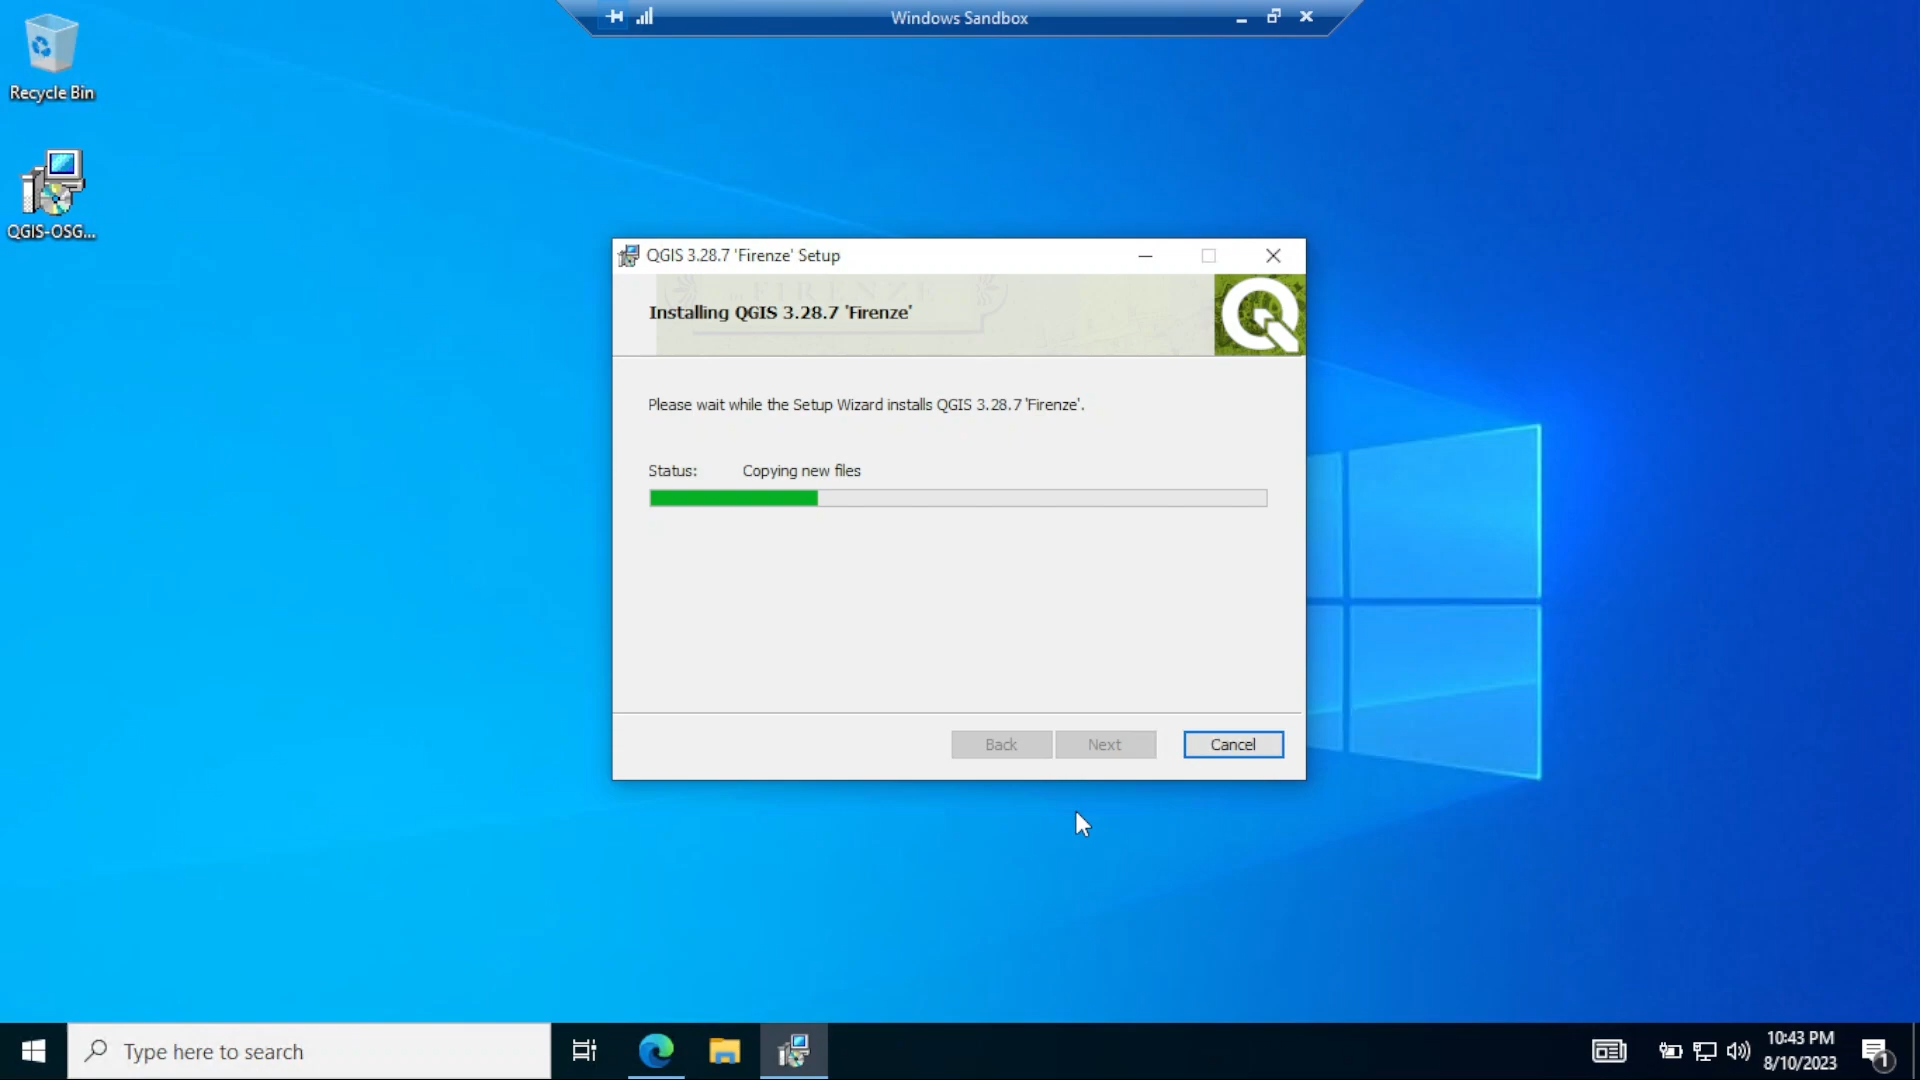 Windows Sandbox
Recycle Bin
QGIS-OSG...
QGIS 3.28.7 'Firenze' Setup
FIRENZE
Installing QGIS 3.28.7 'Firenze'
Please wait while the Setup Wizard installs QGIS 3.28.7 'Firenze'.
Status: Copying new files
Back Next Cancel
Type here to search
10:43 PM
8/10/2023
1